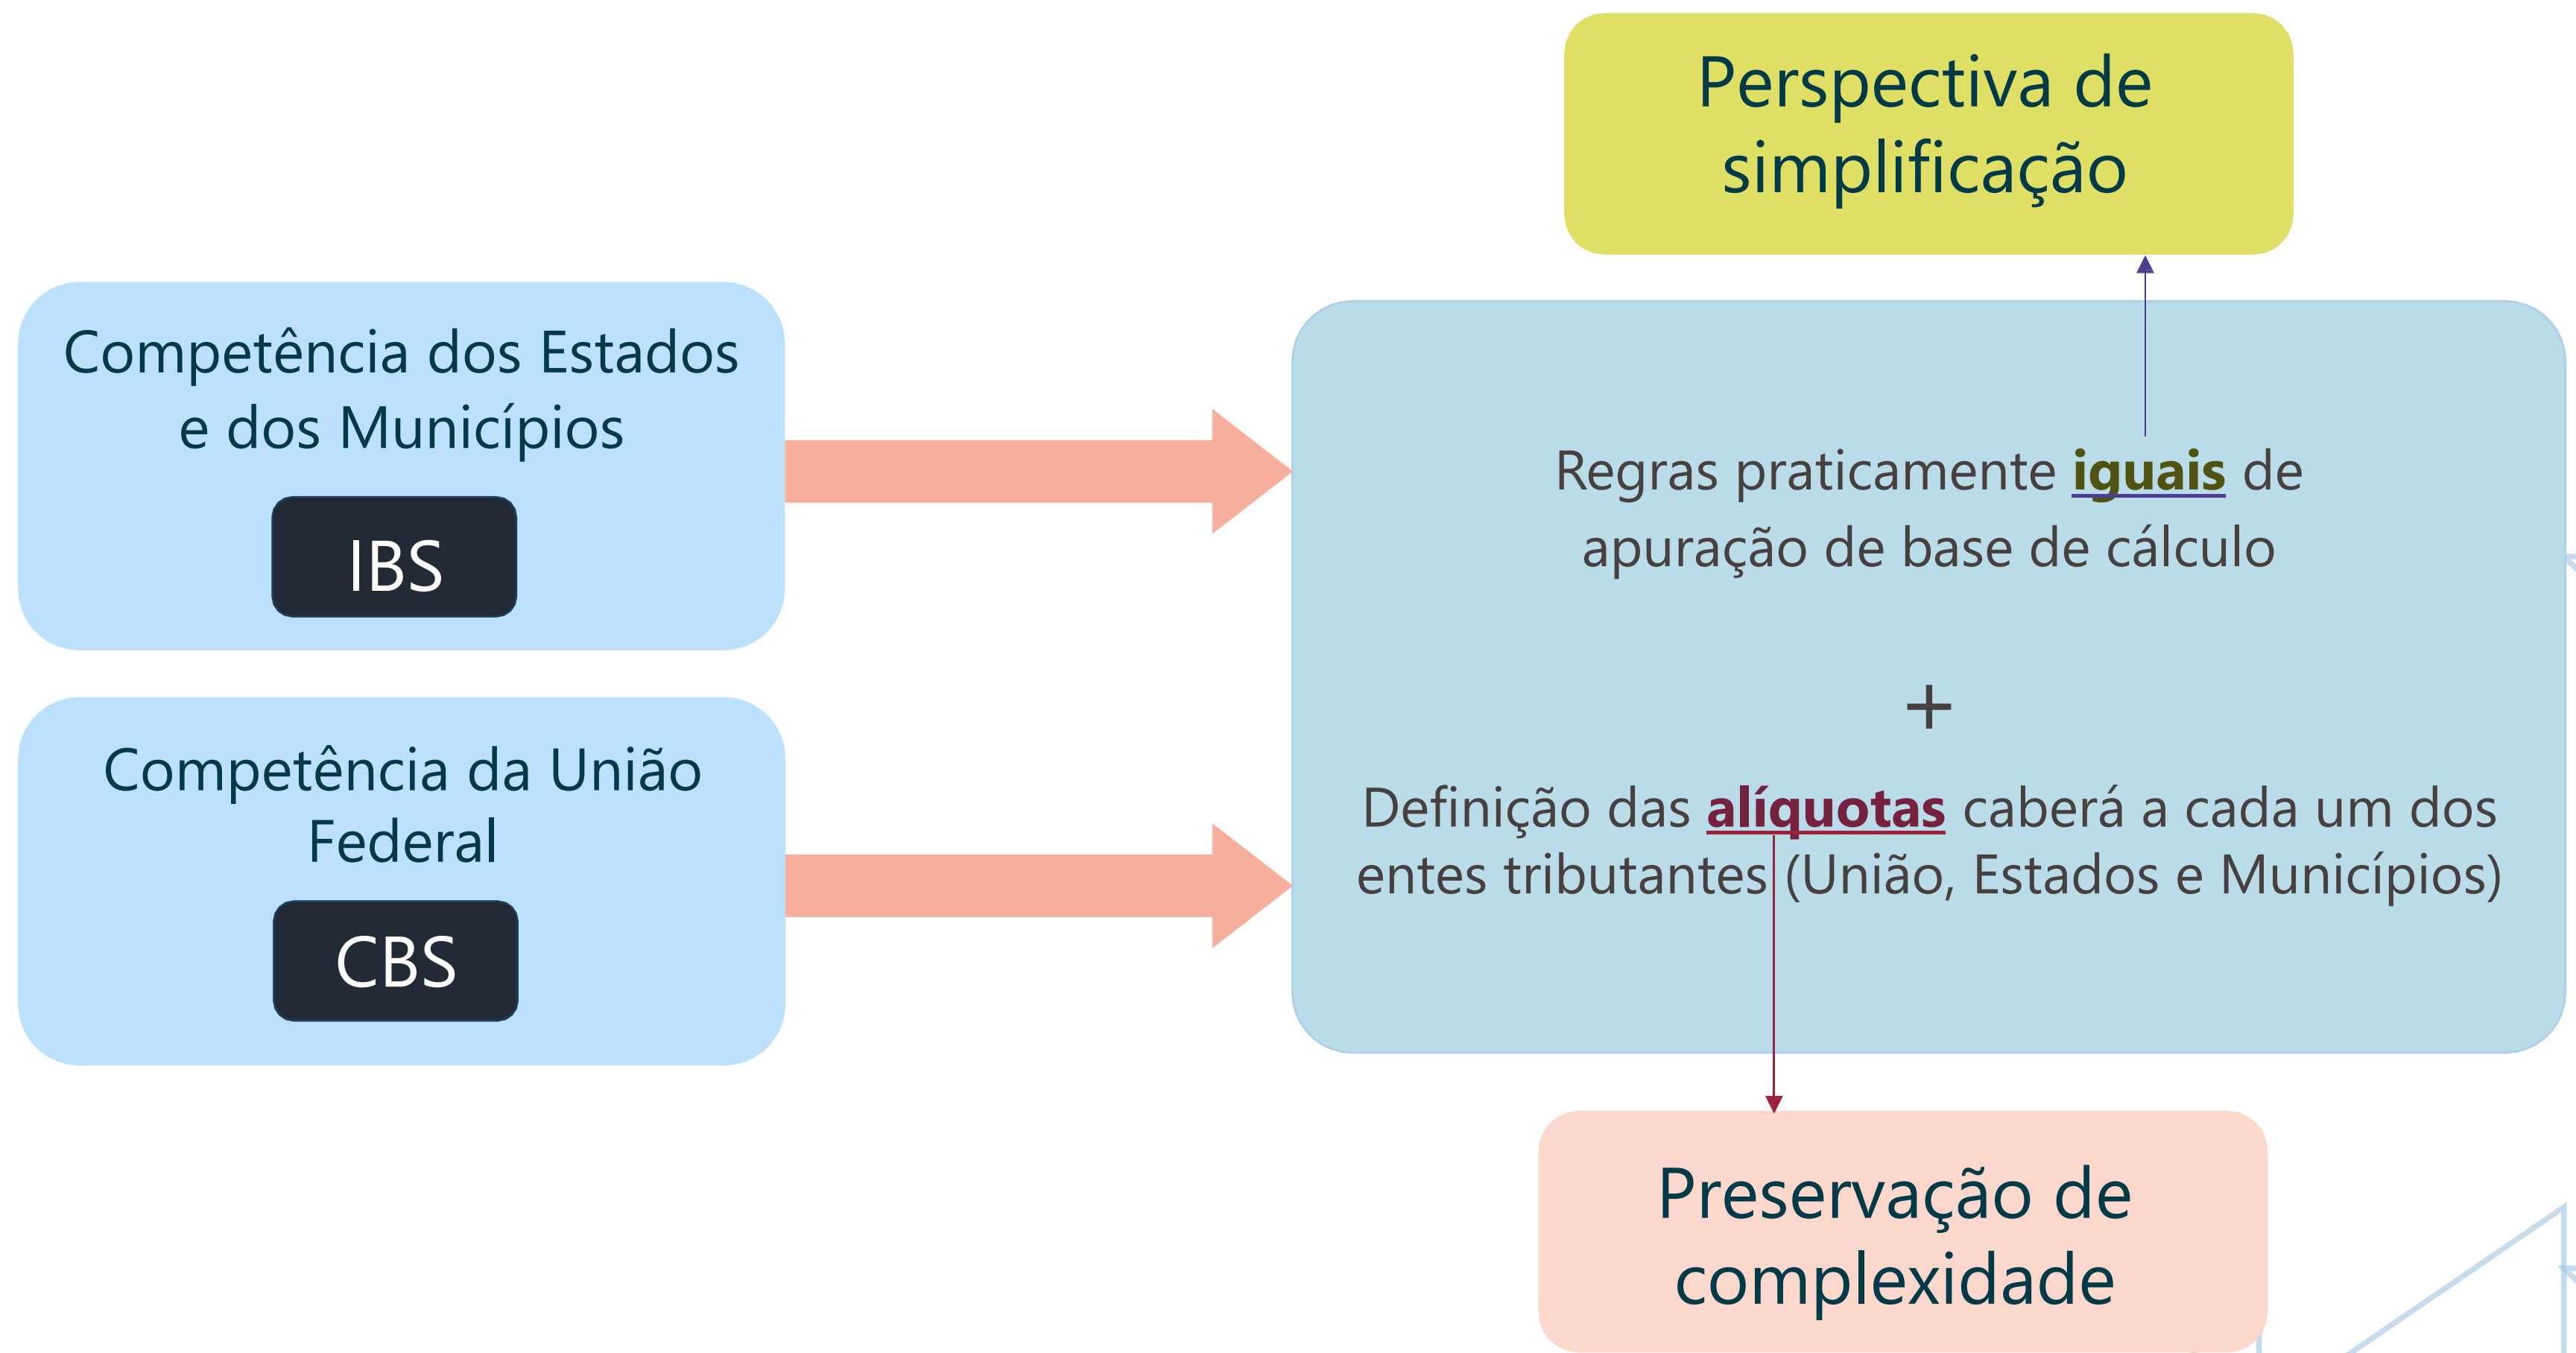 Perspectiva de
simplificação
Competência dos Estados
e dos Municípios
IBS
Competência da União
Federal
CBS
Regras praticamente iguais de
apuração de base de cálculo
+
Definição das alíquotas caberá a cada um dos
entes tributantes (União, Estados e Municípios)
Preservação de
complexidade